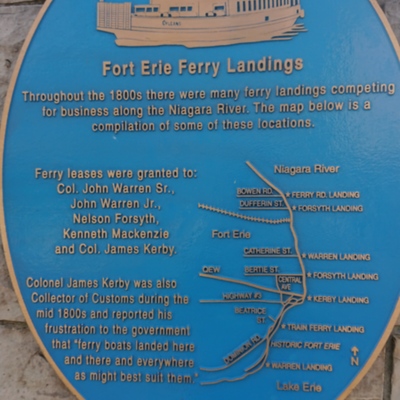 Fort Erie Ferry Landings
Throughout the 1800s there were many ferry landings competing
for business along the Niagara River. The map below is a
compilation of some of these locations.
Ferry leases were granted to:
Col. John Warren Sr.,
John Warren Jr.,
Nelson Forsyth,
Kenneth Mackenzie
and Col. James Kerby.
Colonel James Kerby was also
Collector of Customs during the
mid 1800s and reported his
frustration to the government
that "ferry boats landed here
and there and everywhere
as might best suit them."
Niagara River
BOWEN RD.
FERRY RD. LANDING
DUFFERIN ST.
FORSYTH LANDING
Fort Erie
CATHERINE ST.
WARREN LANDING
QEW
BERTIE ST.
FORSYTH LANDING
CENTRAL
AVE
HIGHWAY #3
KERBY LANDING
BEATRICE
ST.
TRAIN FERRY LANDING
DOMINION RD.
HISTORIC FORT ERIE
N
WARREN LANDING
Lake Erie